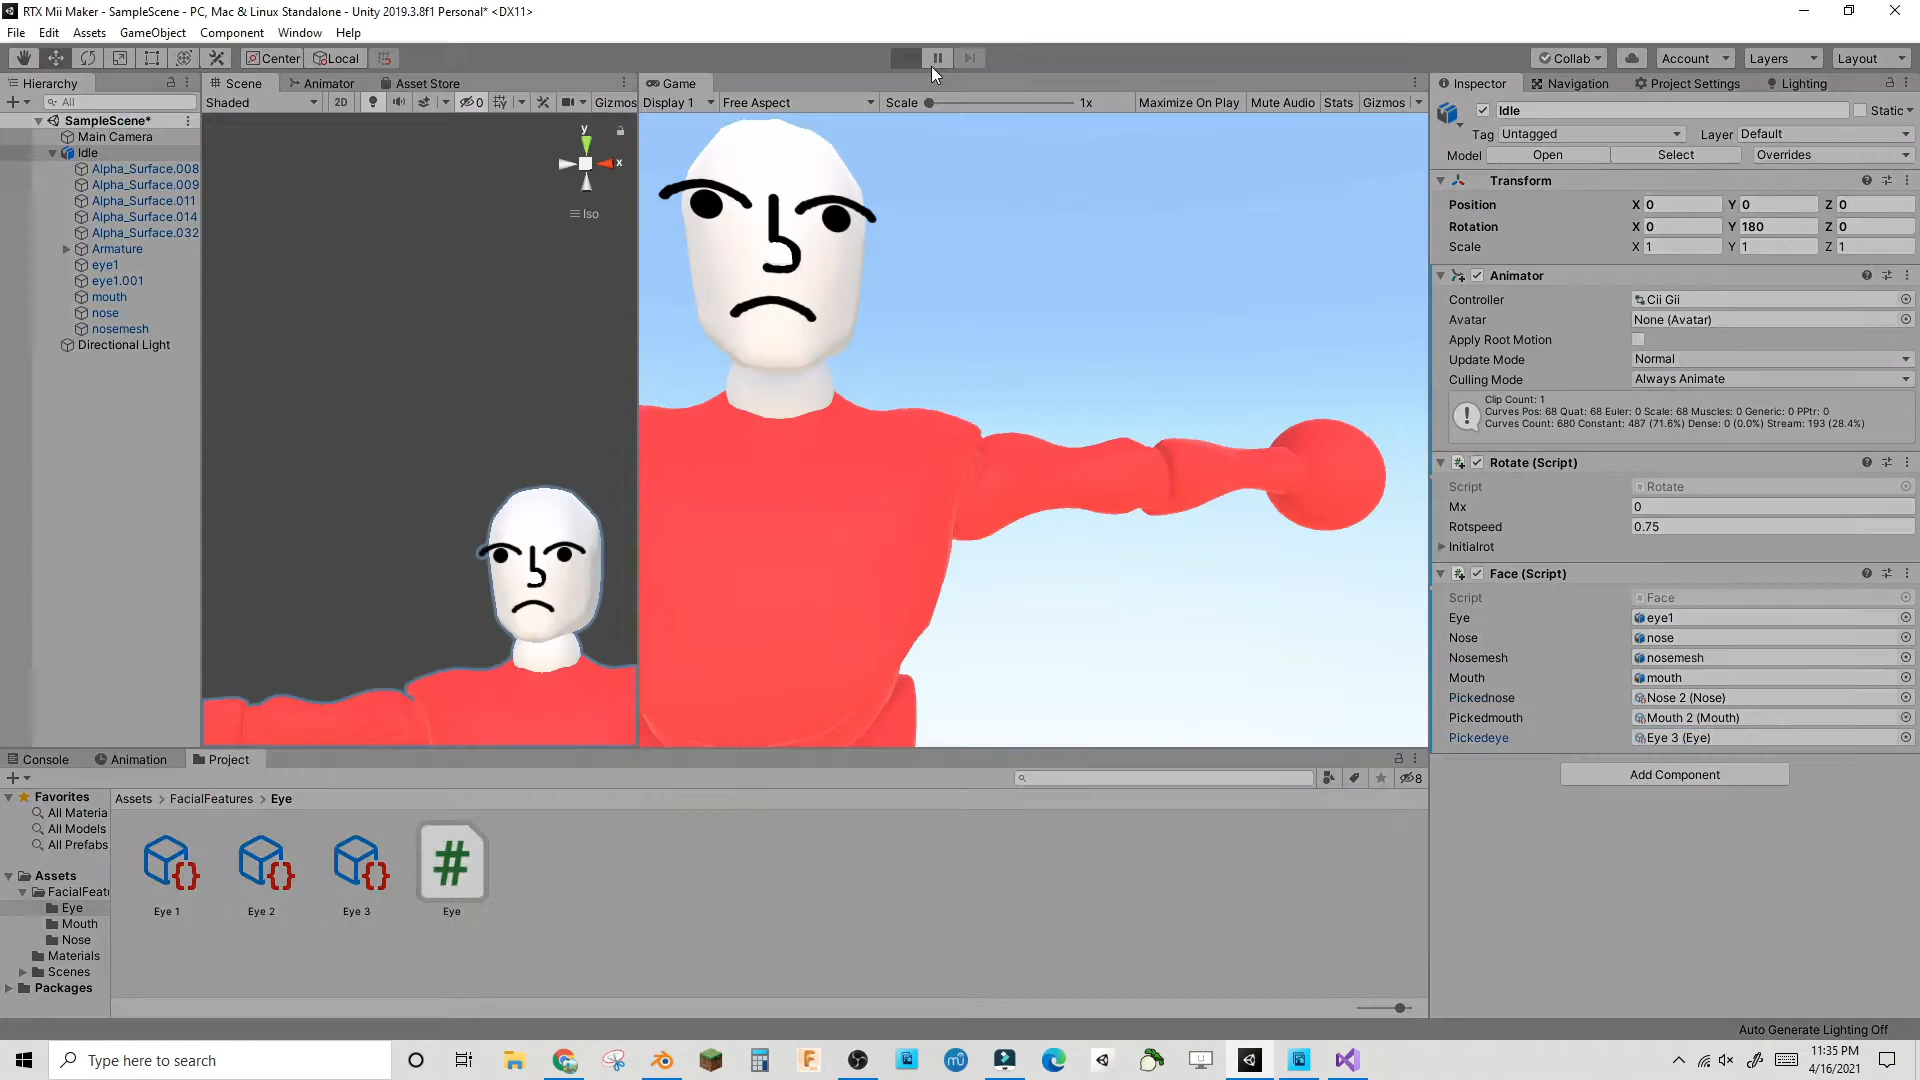 RTX Mii Maker - SampleScene - PC, Mac & Linux Standalone - Unity 2019.3.8f1 Personal* <DX11>
File Edit Assets GameObject Component Window Help
Center Local Collab Account Layers Layout
Hierarchy Scene Animator Asset Store Game Inspector Navigation Project Settings Lighting
All Shaded 2D 0 Gizmos Display 1 Free Aspect Scale 1x Maximize On Play Mute Audio Stats Gizmos
SampleScene*
Main Camera
Idle
Alpha_Surface.008
Alpha_Surface.009
Alpha_Surface.011
Alpha_Surface.014
Alpha_Surface.032
Armature
eye1
eye1.001
mouth
nose
nosemesh
Directional Light
y
x
Iso
Idle Static
Tag Untagged Layer Default
Model Open Select Overrides
Transform
Position X 0 Y 0 Z 0
Rotation X 0 Y 180 Z 0
Scale X 1 Y 1 Z 1
Animator
Controller Cii Gii
Avatar None (Avatar)
Apply Root Motion
Update Mode Normal
Culling Mode Always Animate
Clip Count: 1
Curves Pos: 68 Quat: 68 Euler: 0 Scale: 68 Muscles: 0 Generic: 0 PPtr: 0
Curves Count: 680 Constant: 487 (71.6%) Dense: 0 (0.0%) Stream: 193 (28.4%)
Rotate (Script)
Script Rotate
Mx 0
Rotspeed 0.75
Initialrot
Face (Script)
Script Face
Eye eye1
Nose nose
Nosemesh nosemesh
Mouth mouth
Pickednose Nose 2 (Nose)
Pickedmouth Mouth 2 (Mouth)
Pickedeye Eye 3 (Eye)
Add Component
Console Animation Project
8
Favorites
All Materia
All Models
All Prefabs
Assets
FacialFeatu
Eye
Mouth
Nose
Materials
Scenes
Packages
Assets > FacialFeatures > Eye
Eye 1 Eye 2 Eye 3 Eye
Auto Generate Lighting Off
Type here to search
11:35 PM
4/16/2021